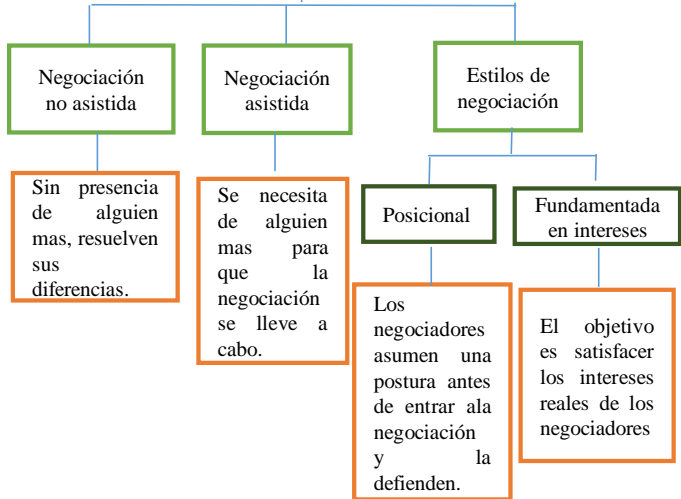 Negociación
no asistida
Negociación
asistida
Estilos de
negociación
Sin presencia
de alguien
mas, resuelven
sus
diferencias.
Se necesita
de alguien
mas para
que la
negociación
se lleve a
cabo.
Posicional
Fundamentada
en intereses
Los
negociadores
asumen una
postura antes
de entrar ala
negociación
y la
defienden.
El objetivo
es satisfacer
los intereses
reales de los
negociadores